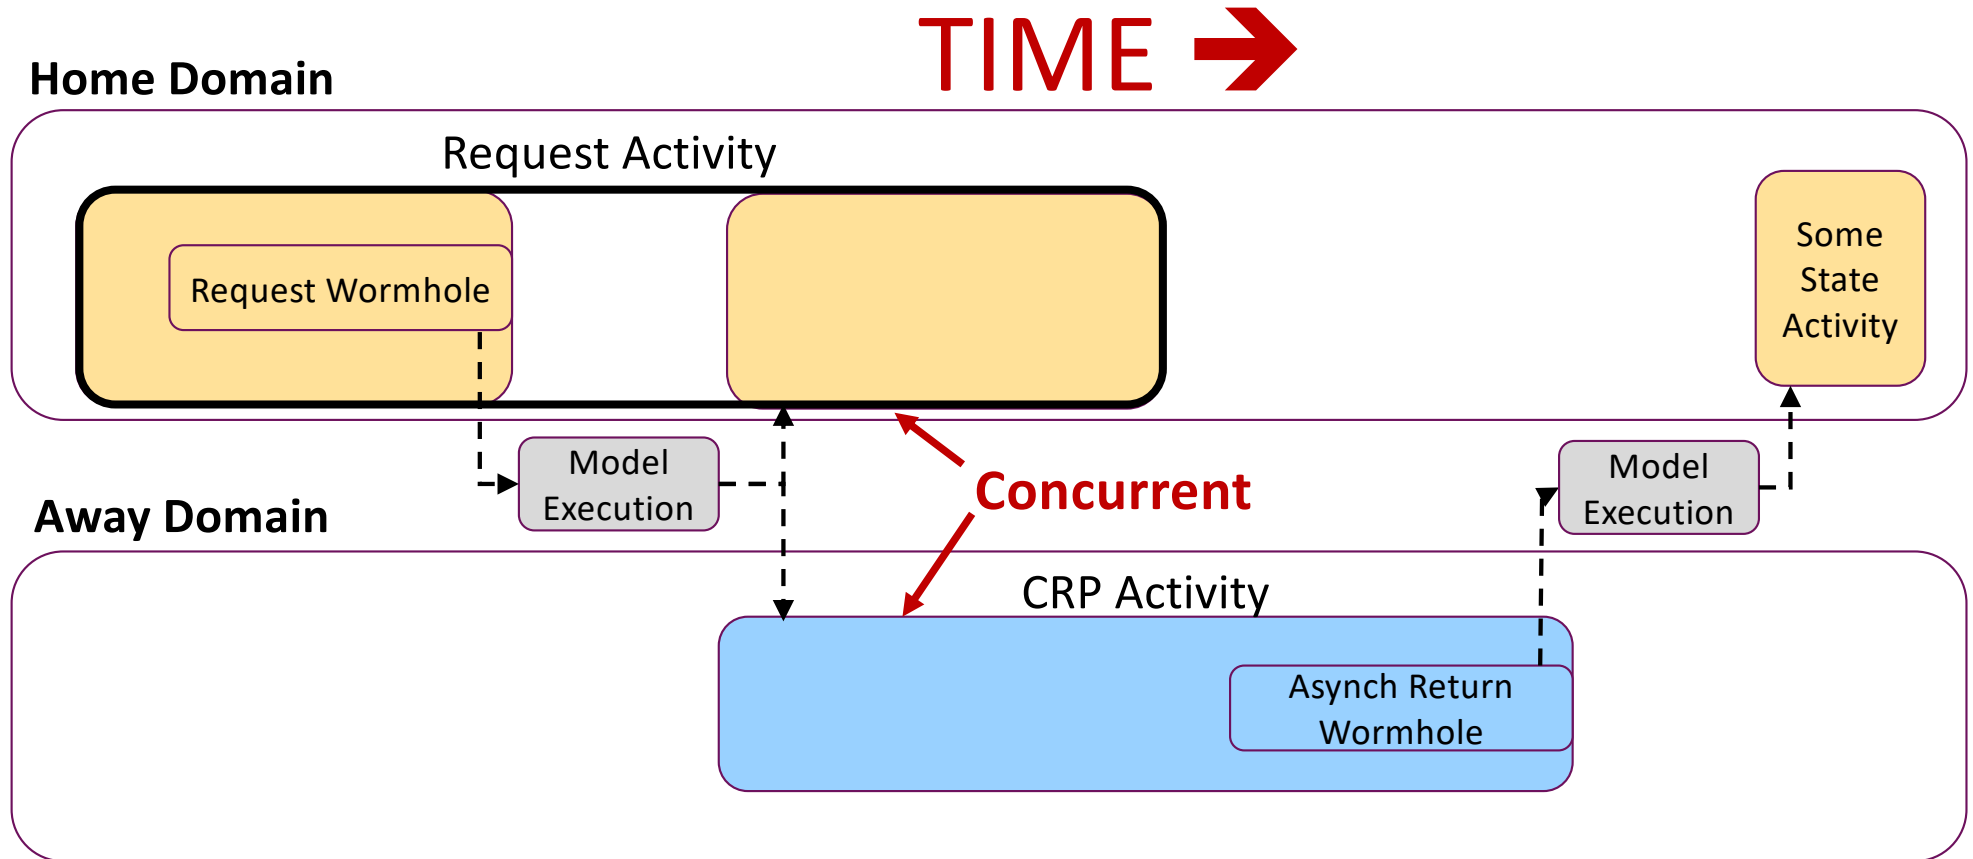 TIME
Home Domain
Request Activity
Request Wormhole
Some
State
Activity
Model
Execution
Concurrent
Model
Execution
Away Domain
CRP Activity
Asynch Return
Wormhole